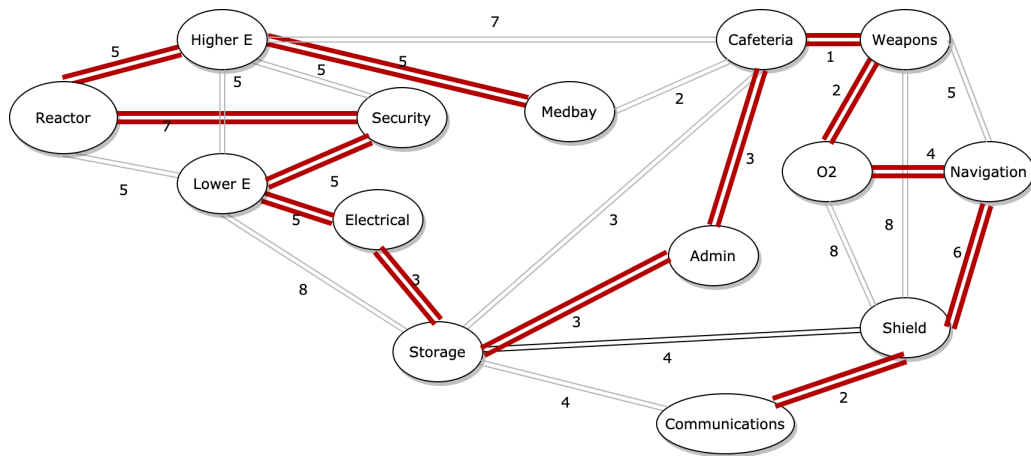 7
Higher E
Cafeteria
Weapons
5
1
5
5
5
2
5
2
Medbay
Reactor
Security
7
3
4
O2
Navigation
Lower E
5
5
5
Electrical
3
8
8
6
Admin
3
8
3
Shield
4
Storage
2
4
Communications